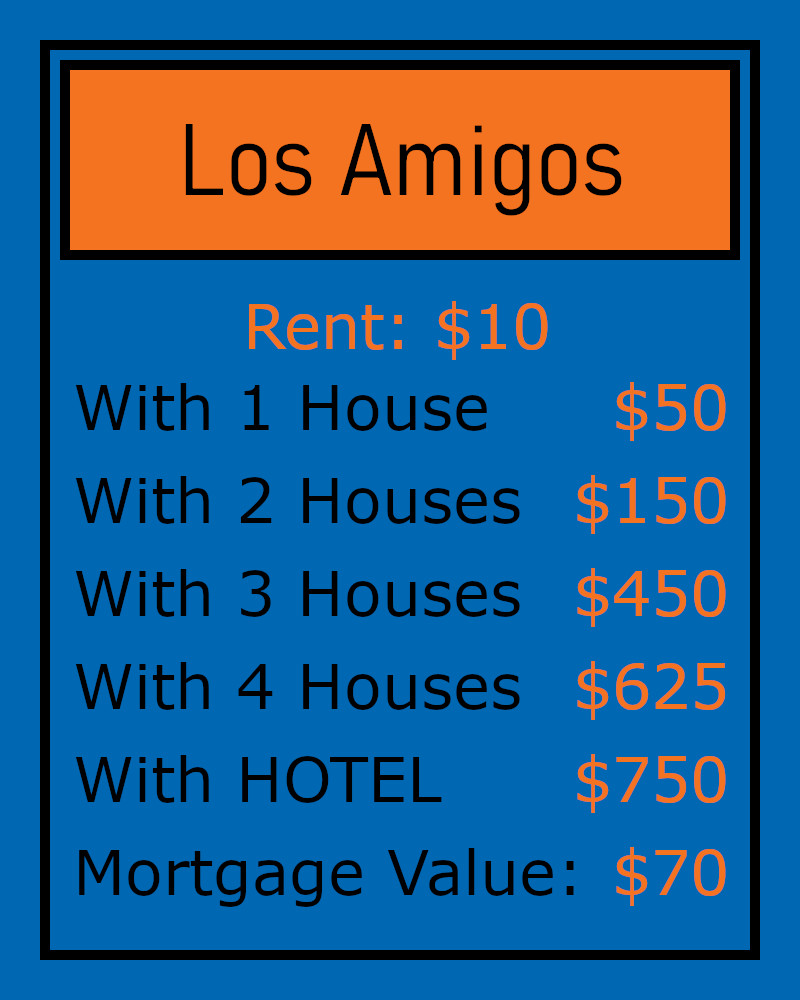 Los Amigos
Rent: $10
With 1 House $50
With 2 Houses $150
With 3 Houses $450
With 4 Houses $625
With HOTEL $750
Mortgage Value: $70